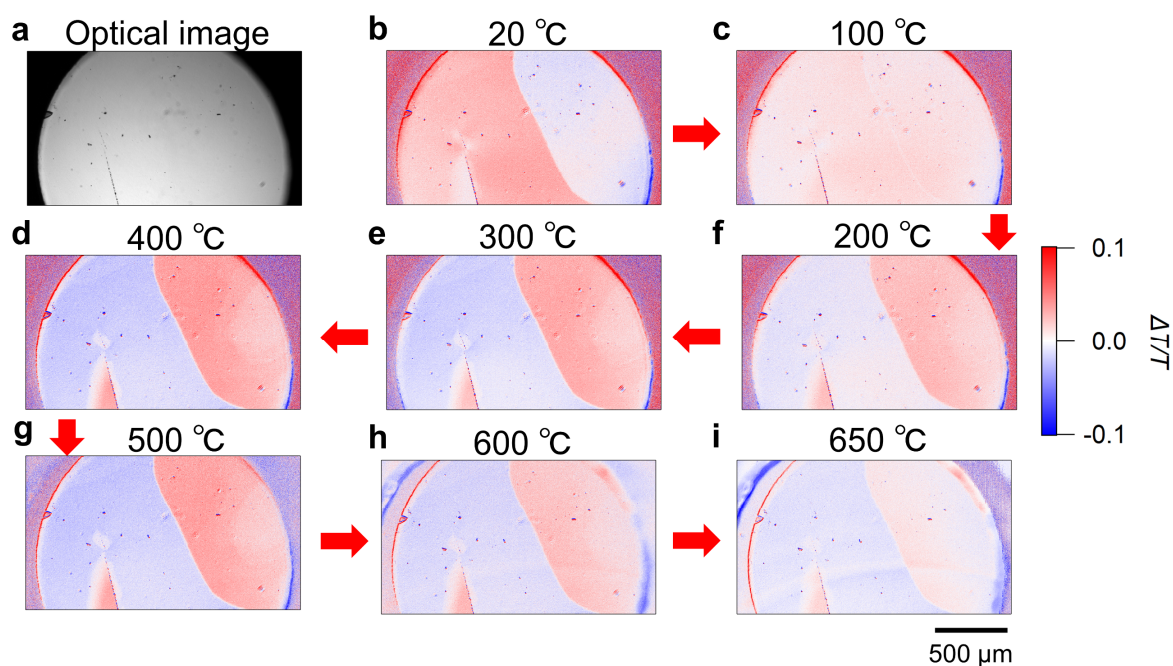 a Optical image
b 20 ℃
c 100 ℃
d 400 ℃
e 300 ℃
f 200 ℃
0.1
0.0
-0.1
ΔT/T
g 500 ℃
h 600 ℃
i 650 ℃
500 μm